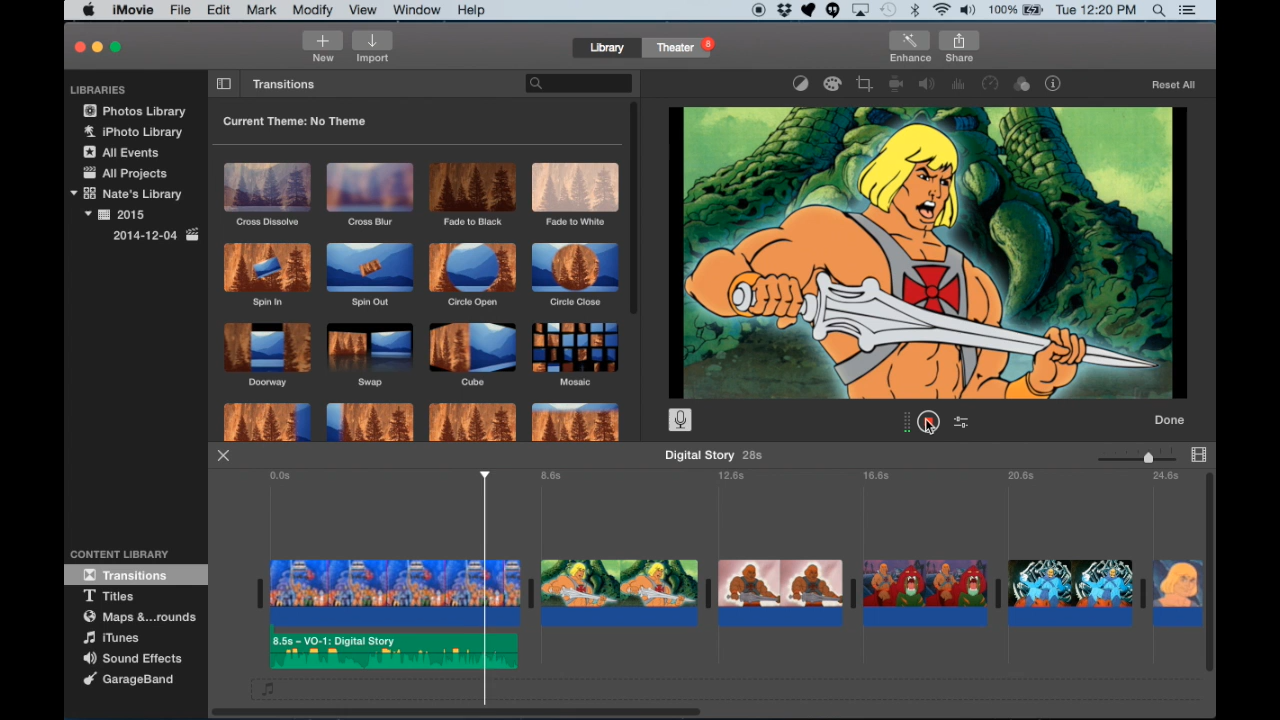 iMovie File Edit Mark Modify View Window Help 100% Tue 12:20 PM
New Import Library Theater 8 Enhance Share
LIBRARIES
Photos Library
iPhoto Library
All Events
All Projects
Nate's Library
2015
2014-12-04
Transitions
Current Theme: No Theme
Cross Dissolve Cross Blur Fade to Black Fade to White
Spin In Spin Out Circle Open Circle Close
Doorway Swap Cube Mosaic
Reset All
Done
Digital Story 28s
0.0s 8.6s 12.6s 16.6s 20.6s 24.6s
8.5s – VO-1: Digital Story
CONTENT LIBRARY
Transitions
Titles
Maps &...rounds
iTunes
Sound Effects
GarageBand